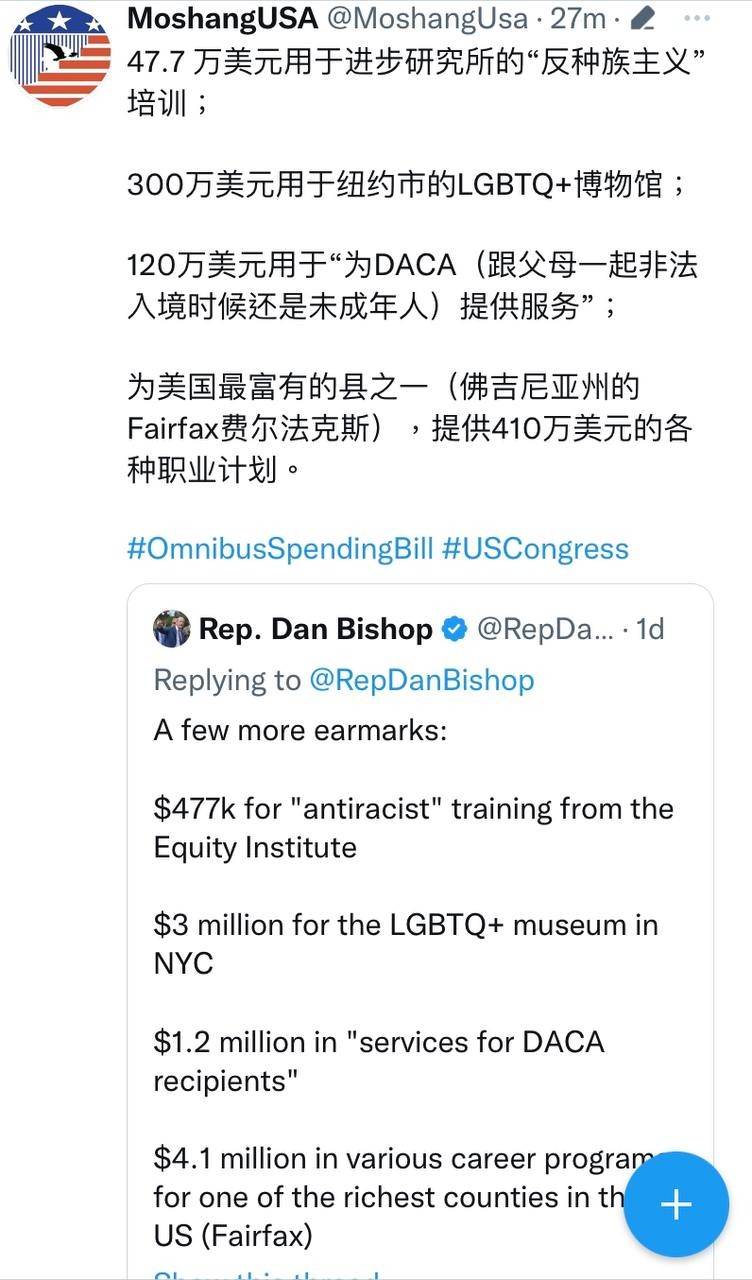 MoshangUSA @MoshangUsa · 27m ·
47.7 万美元用于进步研究所的“反种族主义”
培训；
300万美元用于纽约市的LGBTQ+博物馆；
120万美元用于“为DACA（跟父母一起非法
入境时候还是未成年人）提供服务”；
为美国最富有的县之一（佛吉尼亚州的
Fairfax费尔法克斯），提供410万美元的各
种职业计划。
#OmnibusSpendingBill #USCongress
Rep. Dan Bishop @RepDa... · 1d
Replying to @RepDanBishop
A few more earmarks:
$477k for "antiracist" training from the
Equity Institute
$3 million for the LGBTQ+ museum in
NYC
$1.2 million in "services for DACA
recipients"
$4.1 million in various career program
for one of the richest counties in th
US (Fairfax)
Show this thread